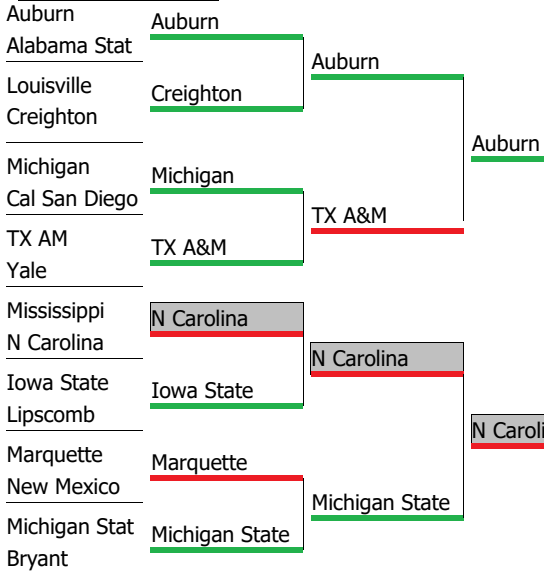 Auburn
Alabama Stat
Louisville
Creighton
Michigan
Cal San Diego
TX AM
Yale
Mississippi
N Carolina
Iowa State
Lipscomb
Marquette
New Mexico
Michigan Stat
Bryant
Auburn
Creighton
Michigan
TX A&M
N Carolina
Iowa State
Marquette
Michigan State
Auburn
TX A&M
N Carolina
Michigan State
Auburn
N Caroli